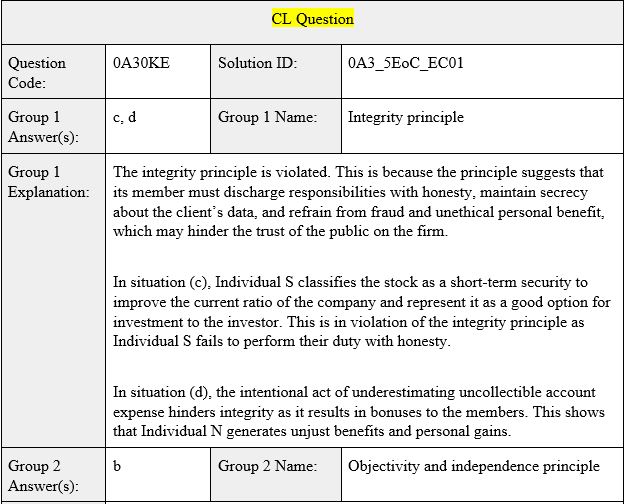 CL Question
Question Code: 0A30KE Solution ID: 0A3_5EoC_EC01
Group 1 Answer(s): c, d Group 1 Name: Integrity principle
Group 1 Explanation:
The integrity principle is violated. This is because the principle suggests that
its member must discharge responsibilities with honesty, maintain secrecy
about the client’s data, and refrain from fraud and unethical personal benefit,
which may hinder the trust of the public on the firm.
In situation (c), Individual S classifies the stock as a short-term security to
improve the current ratio of the company and represent it as a good option for
investment to the investor. This is in violation of the integrity principle as
Individual S fails to perform their duty with honesty.
In situation (d), the intentional act of underestimating uncollectible account
expense hinders integrity as it results in bonuses to the members. This shows
that Individual N generates unjust benefits and personal gains.
Group 2 Answer(s): b Group 2 Name: Objectivity and independence principle